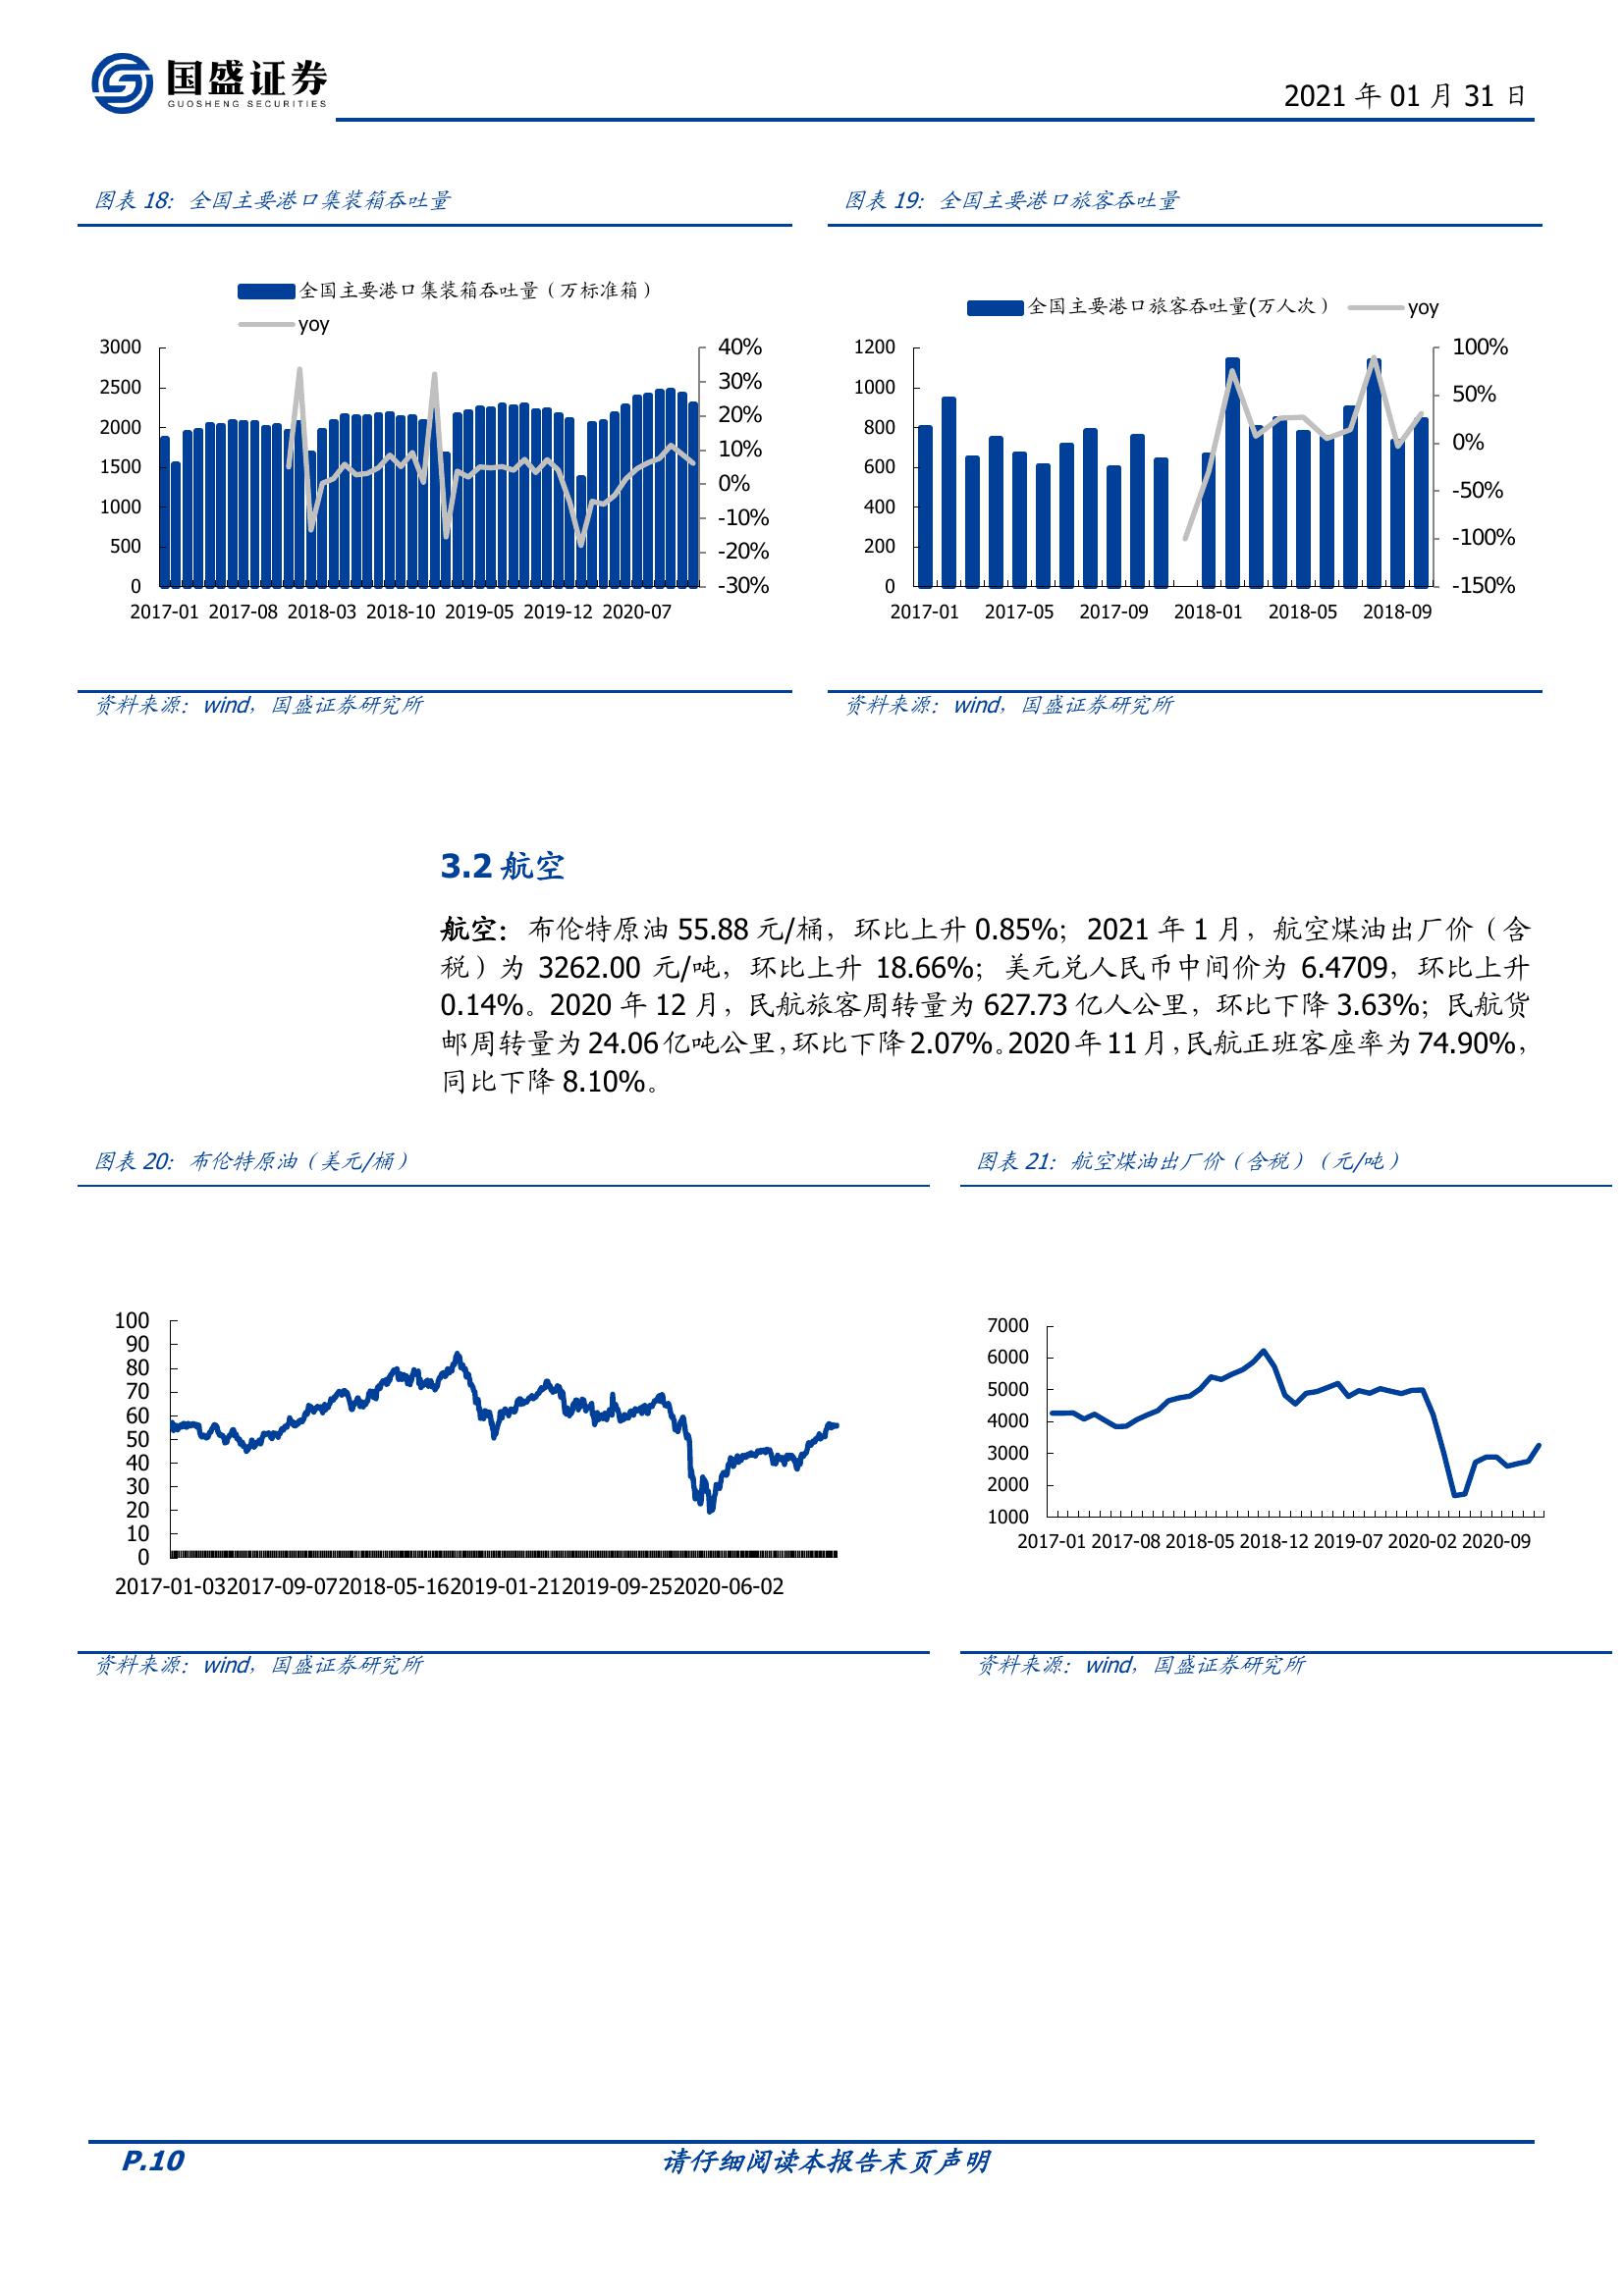 国盛证券
GUOSHENG SECURITIES
2021 年 01 月 31 日
图表 18：全国主要港口集装箱吞吐量
全国主要港口集装箱吞吐量（万标准箱）
yoy
3000
2500
2000
1500
1000
500
0
40%
30%
20%
10%
0%
-10%
-20%
-30%
2017-01 2017-08 2018-03 2018-10 2019-05 2019-12 2020-07
资料来源：wind，国盛证券研究所
图表 19：全国主要港口旅客吞吐量
全国主要港口旅客吞吐量(万人次） yoy
1200
1000
800
600
400
200
0
100%
50%
0%
-50%
-100%
-150%
2017-01 2017-05 2017-09 2018-01 2018-05 2018-09
资料来源：wind，国盛证券研究所
3.2 航空
航空：布伦特原油 55.88 元/桶，环比上升 0.85%；2021 年 1 月，航空煤油出厂价（含
税）为 3262.00 元/吨，环比上升 18.66%；美元兑人民币中间价为 6.4709，环比上升
0.14%。2020 年 12 月，民航旅客周转量为 627.73 亿人公里，环比下降 3.63%；民航货
邮周转量为 24.06 亿吨公里，环比下降 2.07%。2020 年 11 月，民航正班客座率为 74.90%，
同比下降 8.10%。
图表 20：布伦特原油（美元/桶）
100
90
80
70
60
50
40
30
20
10
0
2017-01-03 2017-09-07 2018-05-16 2019-01-21 2019-09-25 2020-06-02
资料来源：wind，国盛证券研究所
图表 21：航空煤油出厂价（含税）（元/吨）
7000
6000
5000
4000
3000
2000
1000
2017-01 2017-08 2018-05 2018-12 2019-07 2020-02 2020-09
资料来源：wind，国盛证券研究所
P.10
请仔细阅读本报告末页声明